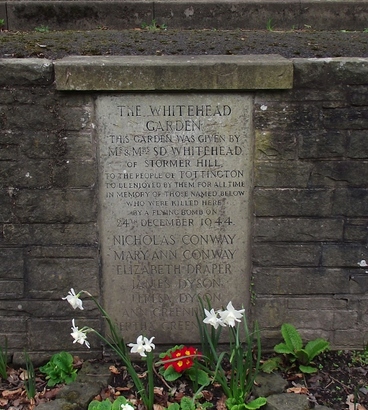 THE WHITEHEAD
GARDEN
THIS GARDEN WAS GIVEN BY
MR & MRS SD WHITEHEAD
OF STORMER HILL,
TO THE PEOPLE OF TOTTINGTON
TO BE ENJOYED BY THEM FOR ALL TIME
IN MEMORY OF THOSE NAMED BELOW
WHO WERE KILLED HERE
BY A FLYING BOMB ON
24TH DECEMBER 1944.
NICHOLAS CONWAY
MARY ANN CONWAY
ELIZABETH DRAPER
DYSON
DYSON